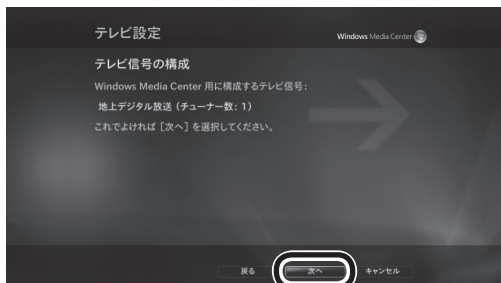 テレビ設定
Windows Media Center
テレビ信号の構成
Windows Media Center 用に構成するテレビ信号:
地上デジタル放送（チューナー数: 1）
これでよければ［次へ］を選択してください。
戻る 次へ キャンセル